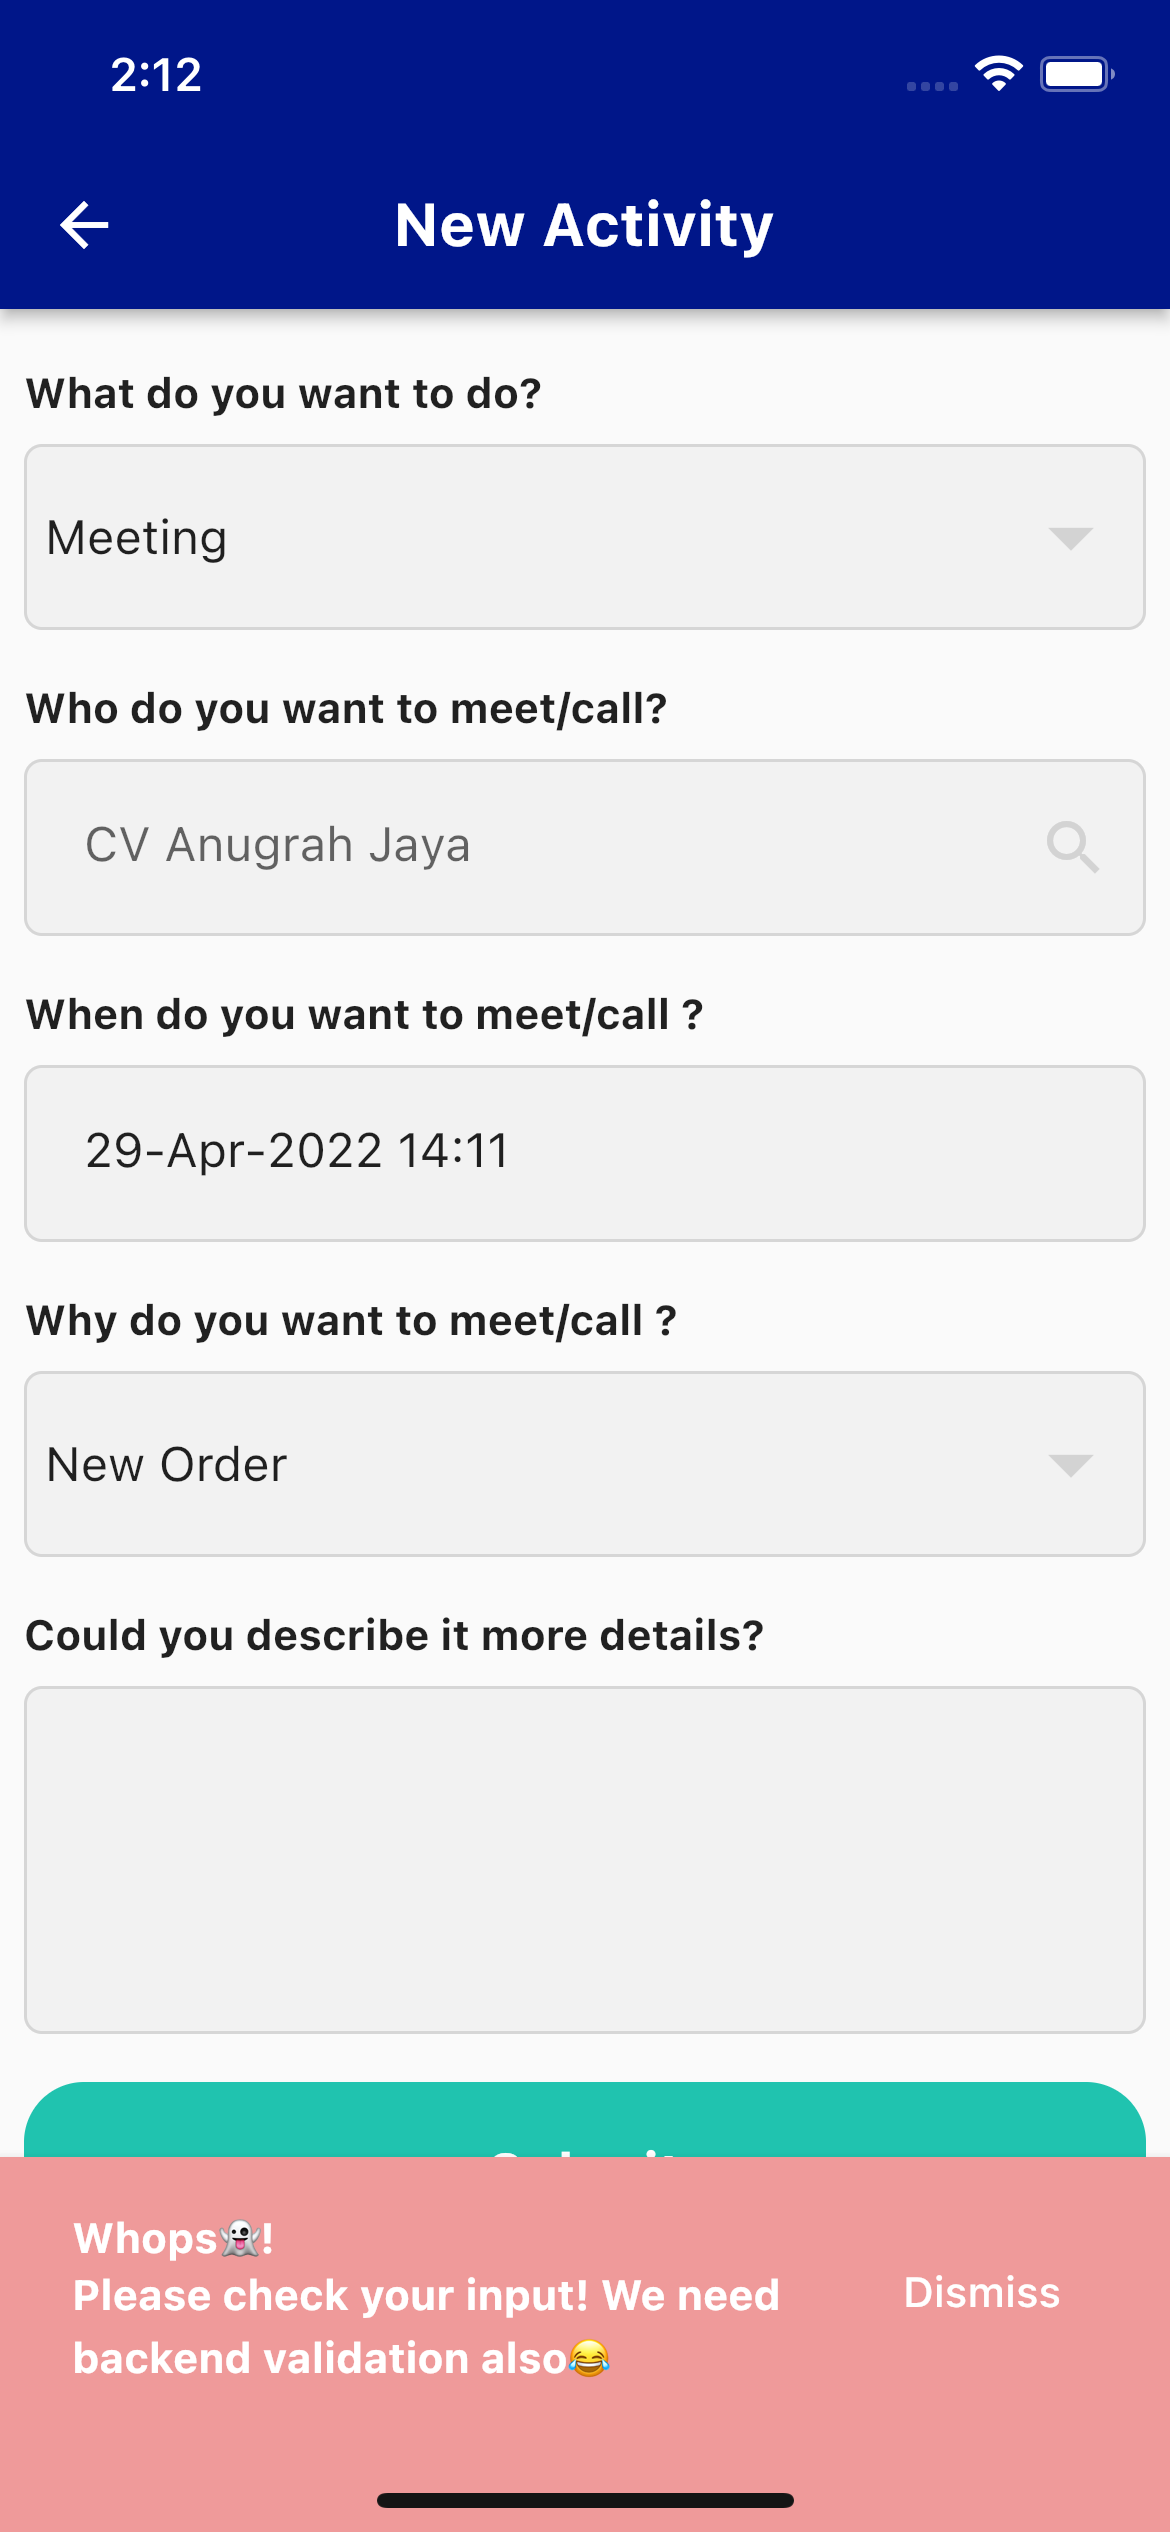 2:12
New Activity
What do you want to do?
Meeting
Who do you want to meet/call?
CV Anugrah Jaya
When do you want to meet/call ?
29-Apr-2022 14:11
Why do you want to meet/call ?
New Order
Could you describe it more details?
Whops👻!
Please check your input! We need
backend validation also😂
Dismiss